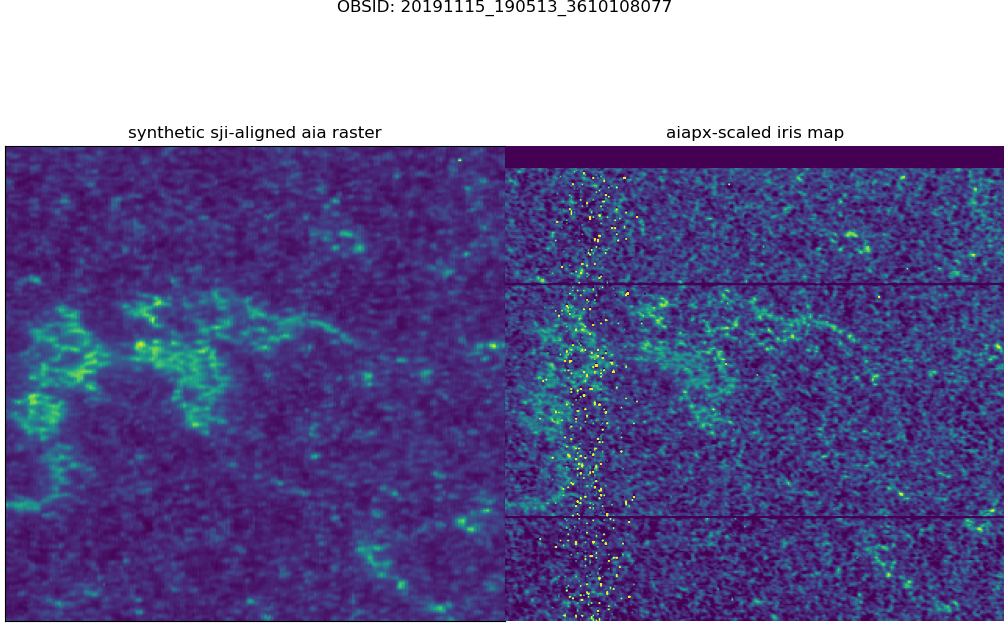 OBSID: 20191115_190513_3610108077
synthetic sji-aligned aia raster
aiapx-scaled iris map